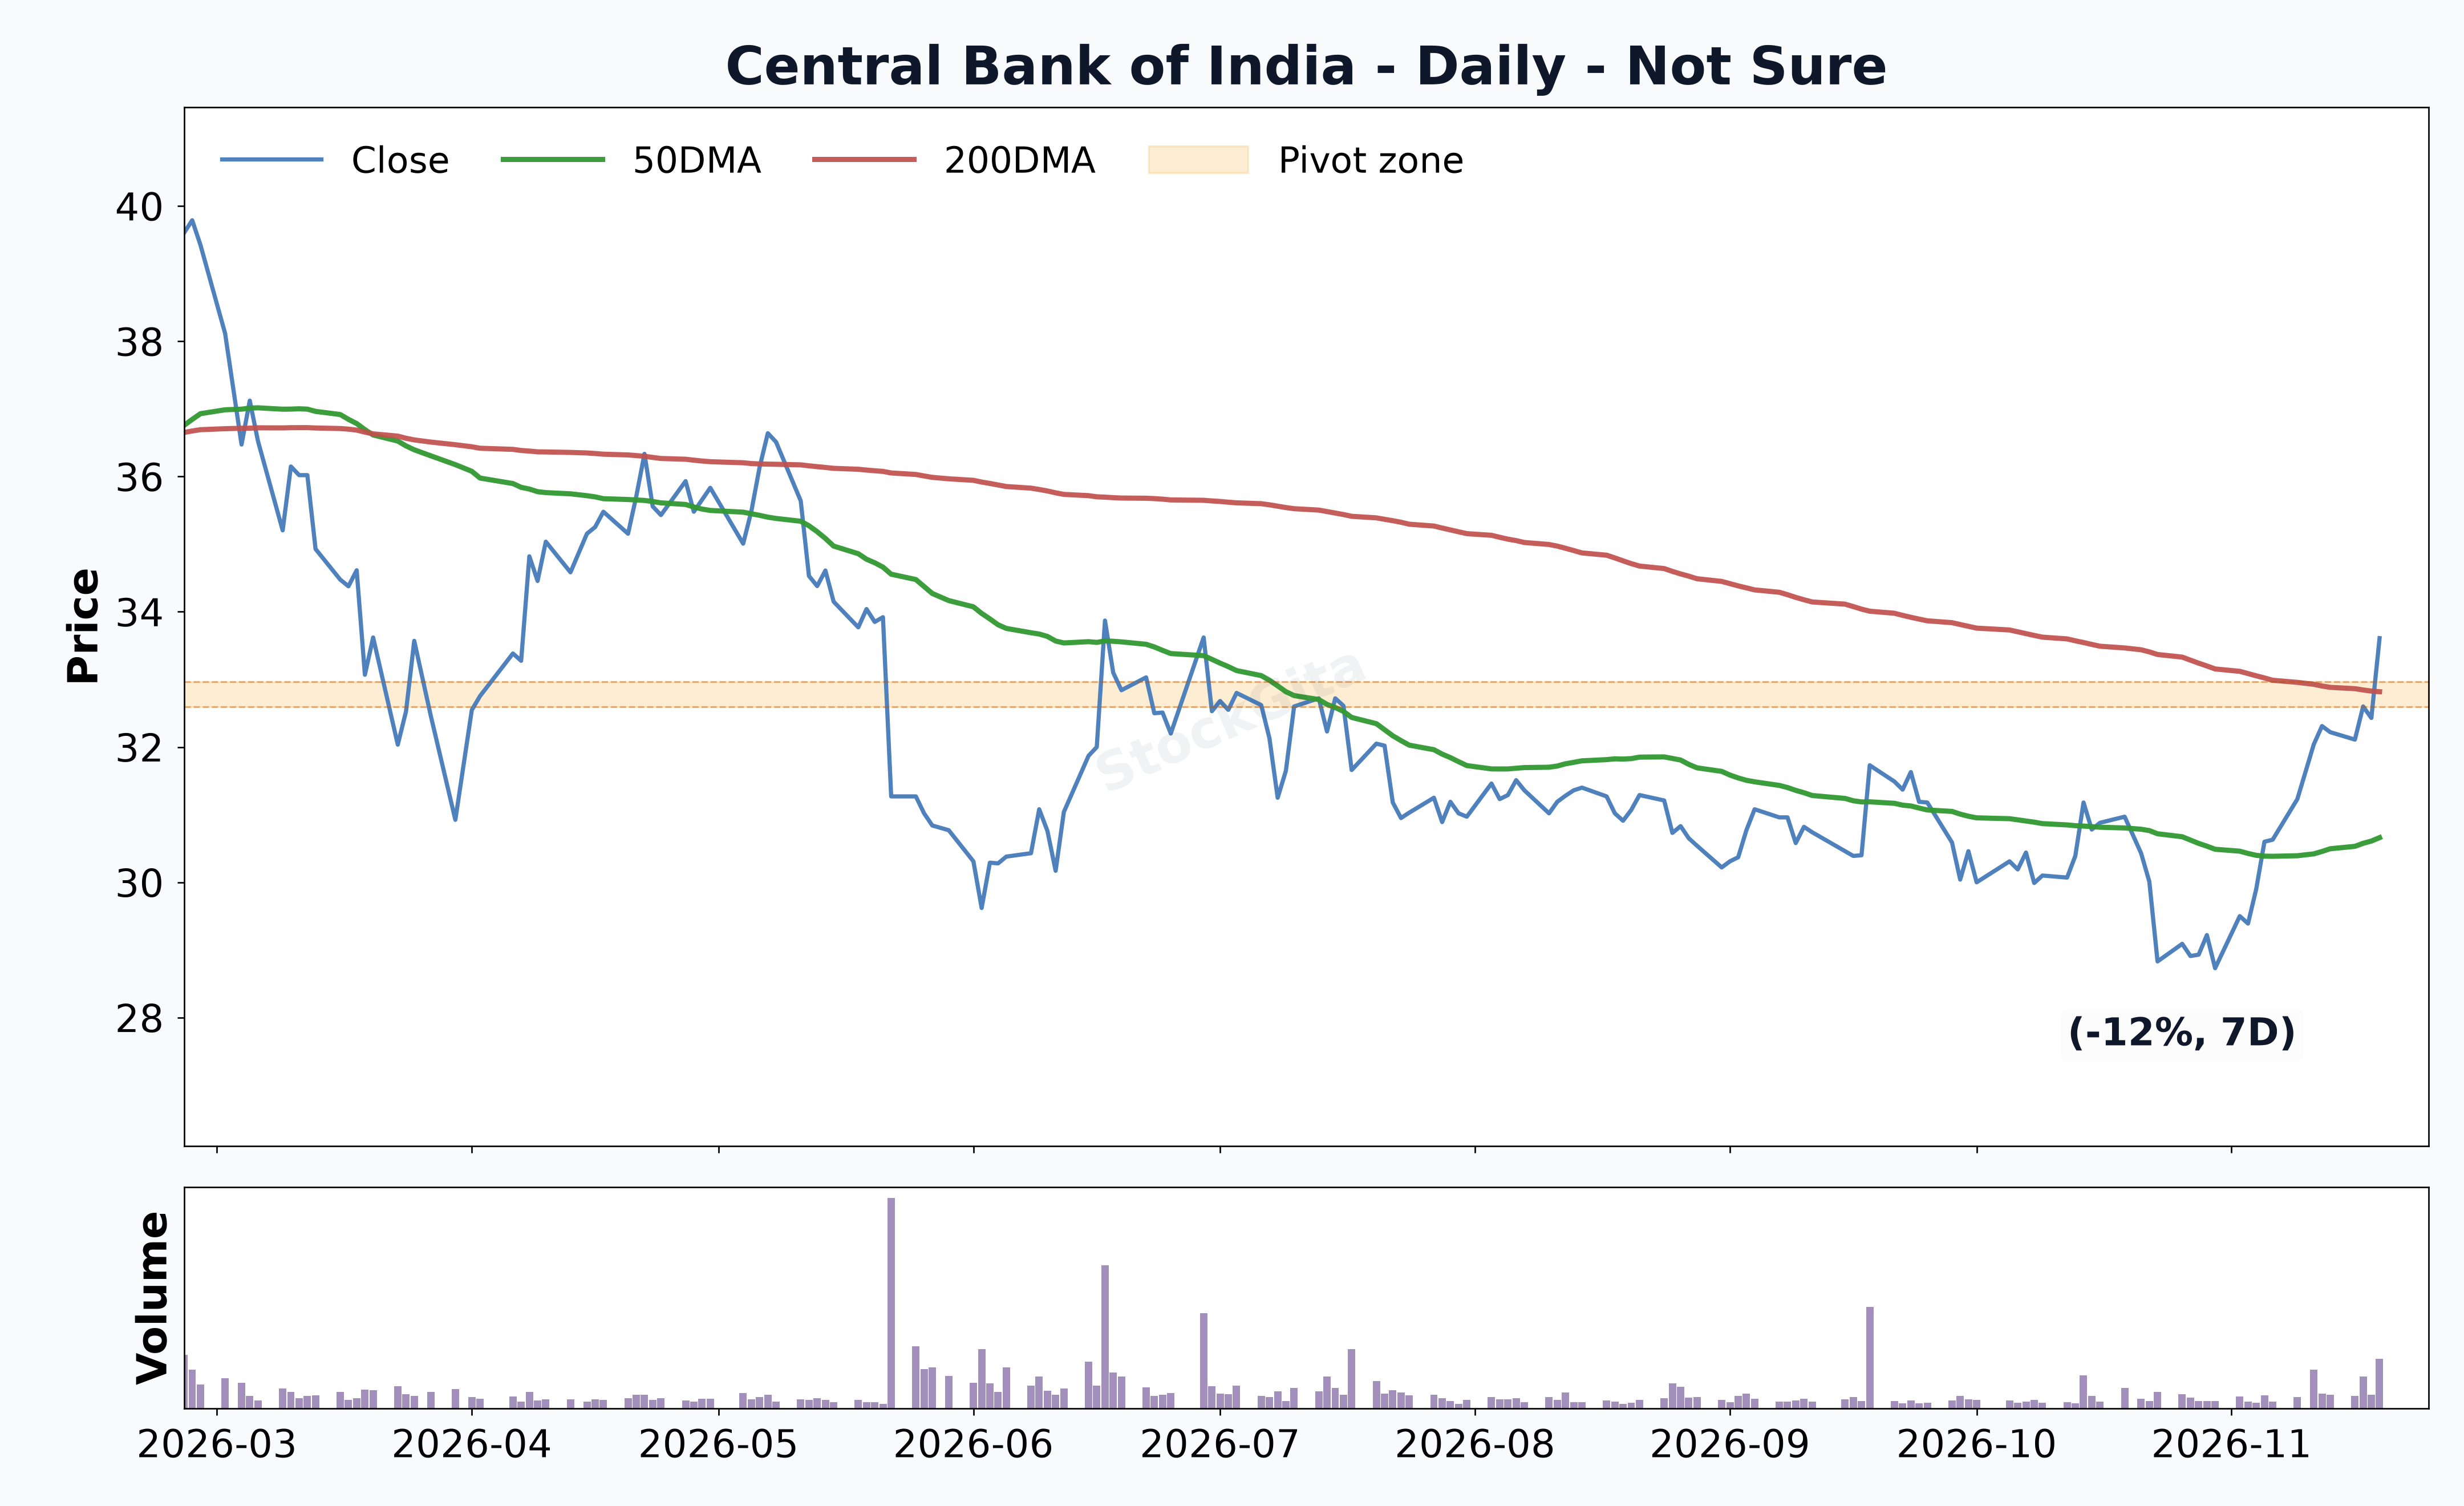 Central Bank of India - Daily - Not Sure
Close 50DMA 200DMA Pivot zone
Price
40
38
36
34
32
30
28
StockGita
(-12%, 7D)
Volume
2026-03 2026-04 2026-05 2026-06 2026-07 2026-08 2026-09 2026-10 2026-11